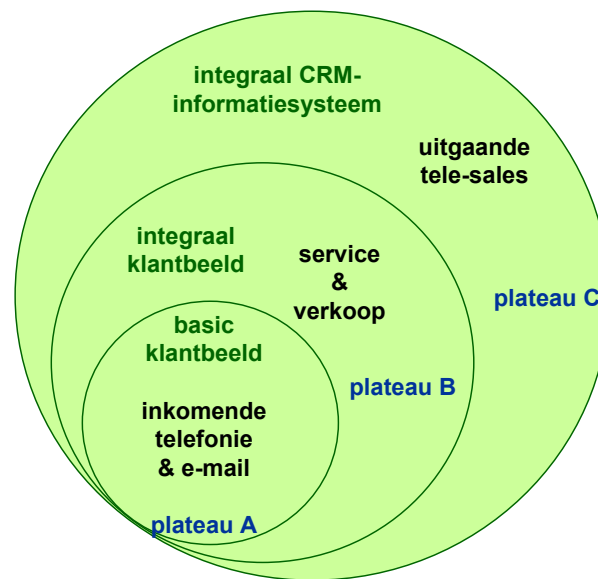 integraal CRM-
informatiesysteem
uitgaande
tele-sales
integraal
klantbeeld
service
&
verkoop
plateau C
basic
klantbeeld
plateau B
inkomende
telefonie
& e-mail
plateau A